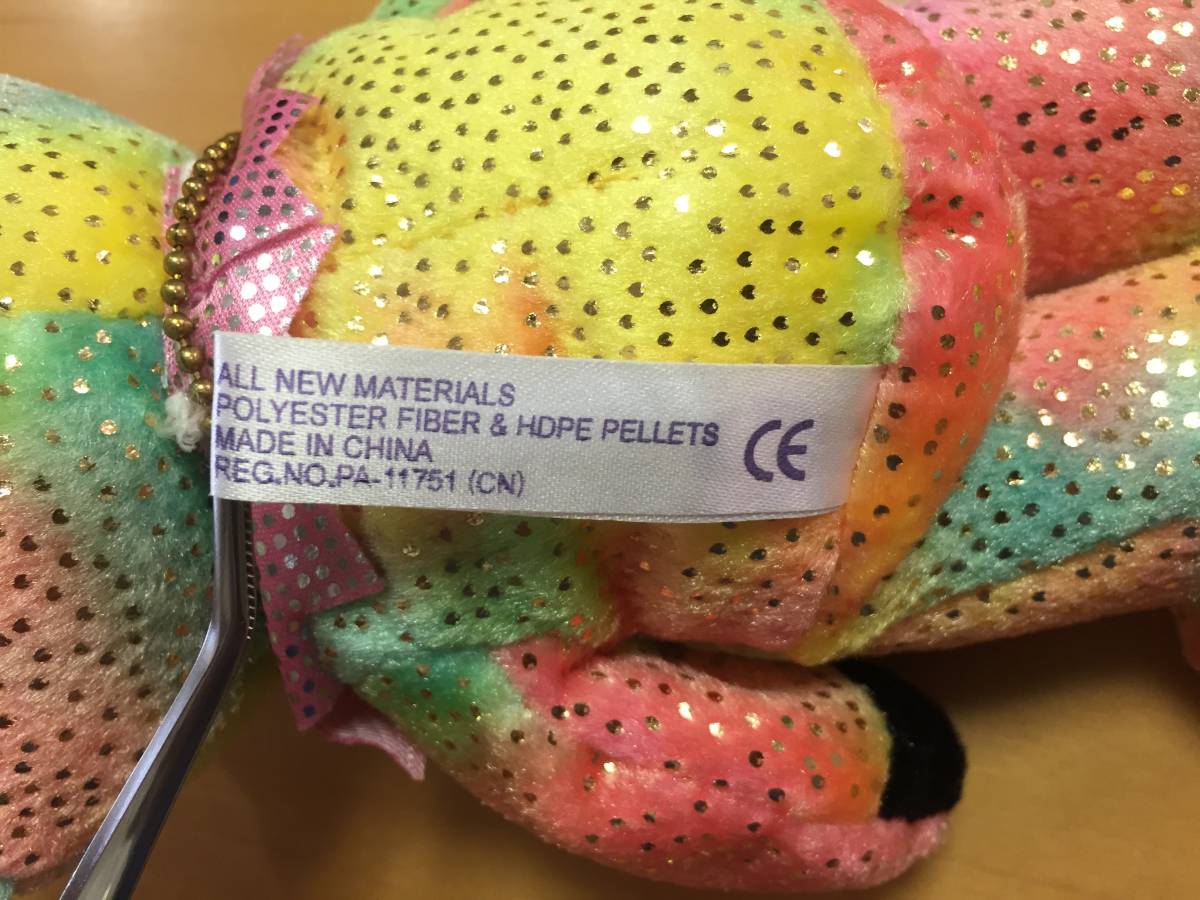 ALL NEW MATERIALS
POLYESTER FIBER & HDPE PELLETS
MADE IN CHINA
REG.NO.PA-11751 (CN)
CE